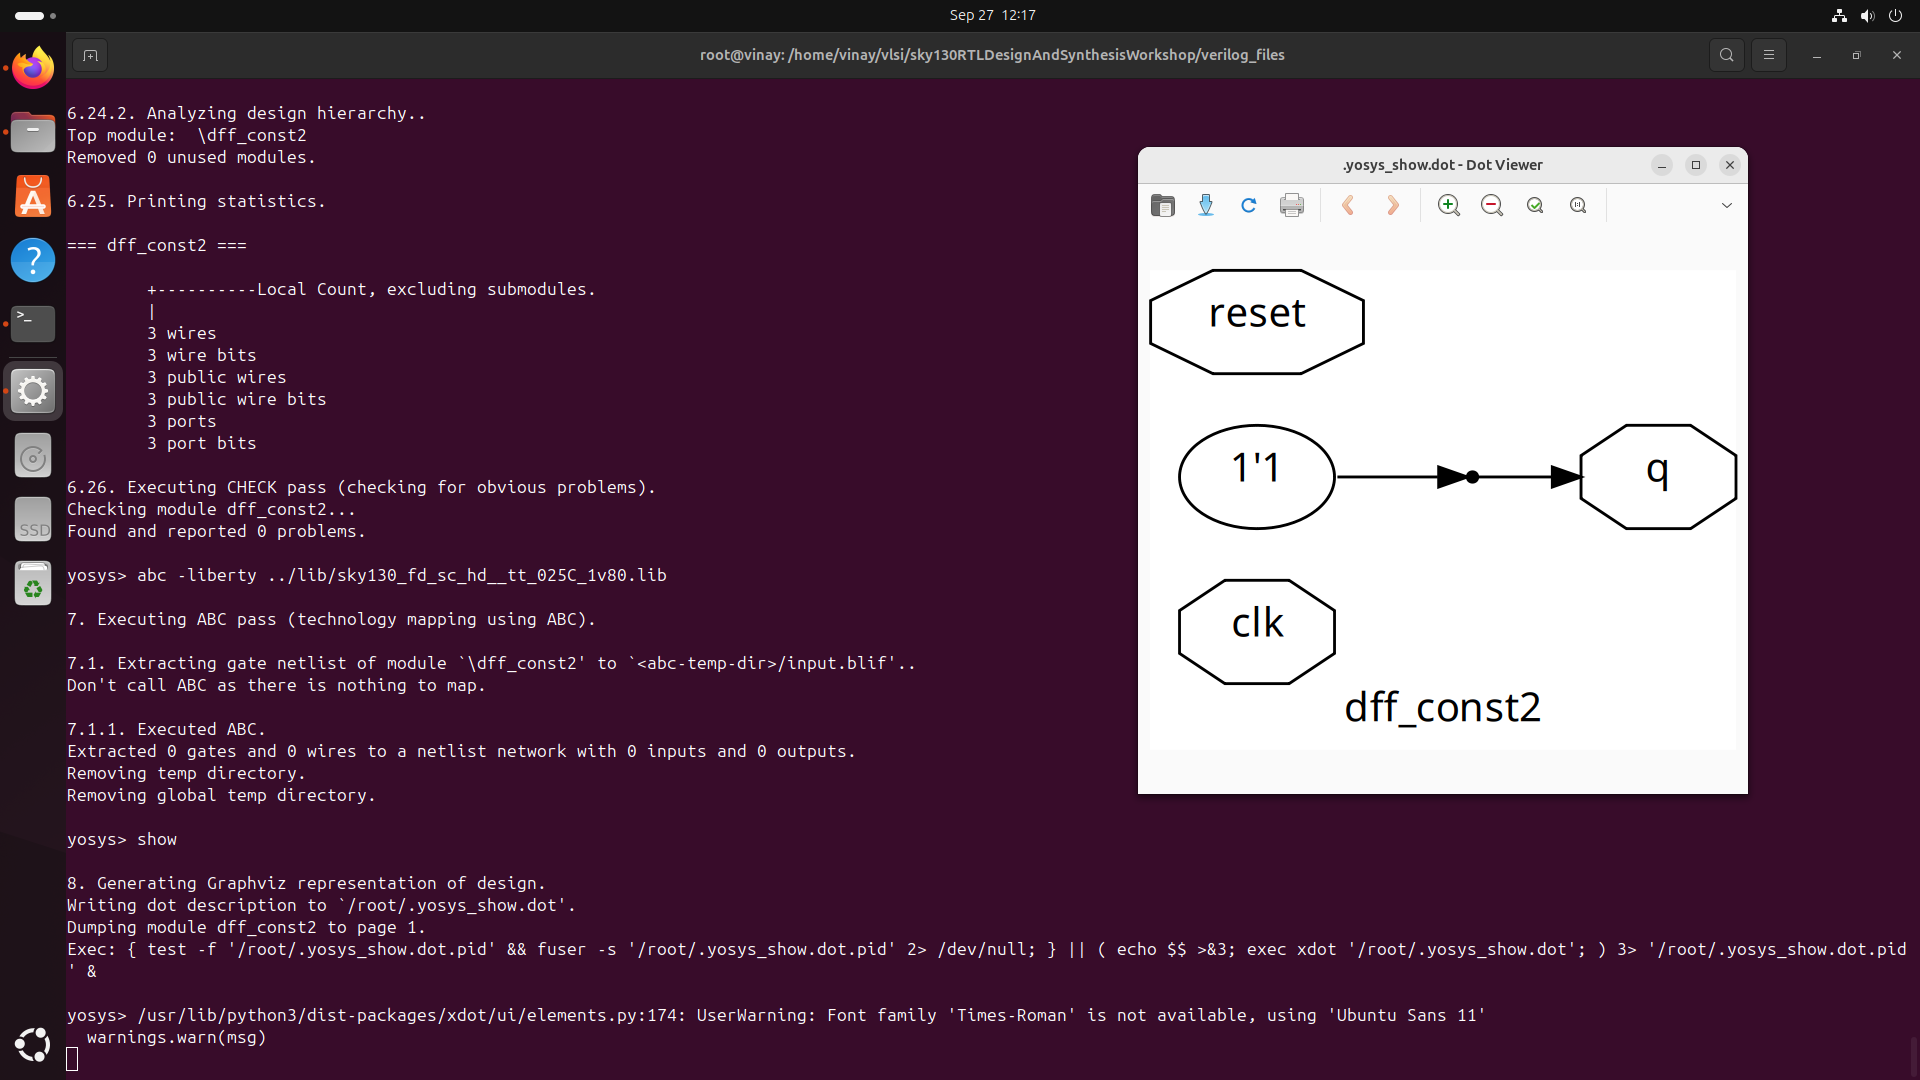 Sep 27 12:17
root@vinay: /home/vinay/vlsi/sky130RTLDesignAndSynthesisWorkshop/verilog_files
6.24.2. Analyzing design hierarchy..
Top module:  \dff_const2
Removed 0 unused modules.
6.25. Printing statistics.
=== dff_const2 ===
+----------Local Count, excluding submodules.
|
3 wires
3 wire bits
3 public wires
3 public wire bits
3 ports
3 port bits
6.26. Executing CHECK pass (checking for obvious problems).
Checking module dff_const2...
Found and reported 0 problems.
yosys> abc -liberty ../lib/sky130_fd_sc_hd__tt_025C_1v80.lib
7. Executing ABC pass (technology mapping using ABC).
7.1. Extracting gate netlist of module `\dff_const2' to `<abc-temp-dir>/input.blif'..
Don't call ABC as there is nothing to map.
7.1.1. Executed ABC.
Extracted 0 gates and 0 wires to a netlist network with 0 inputs and 0 outputs.
Removing temp directory.
Removing global temp directory.
yosys> show
8. Generating Graphviz representation of design.
Writing dot description to `/root/.yosys_show.dot'.
Dumping module dff_const2 to page 1.
Exec: { test -f '/root/.yosys_show.dot.pid' && fuser -s '/root/.yosys_show.dot.pid' 2> /dev/null; } || ( echo $$ >&3; exec xdot '/root/.yosys_show.dot'; ) 3> '/root/.yosys_show.dot.pid
' &
yosys> /usr/lib/python3/dist-packages/xdot/ui/elements.py:174: UserWarning: Font family 'Times-Roman' is not available, using 'Ubuntu Sans 11'
warnings.warn(msg)
.yosys_show.dot - Dot Viewer
reset
1'1
q
clk
dff_const2
SSD